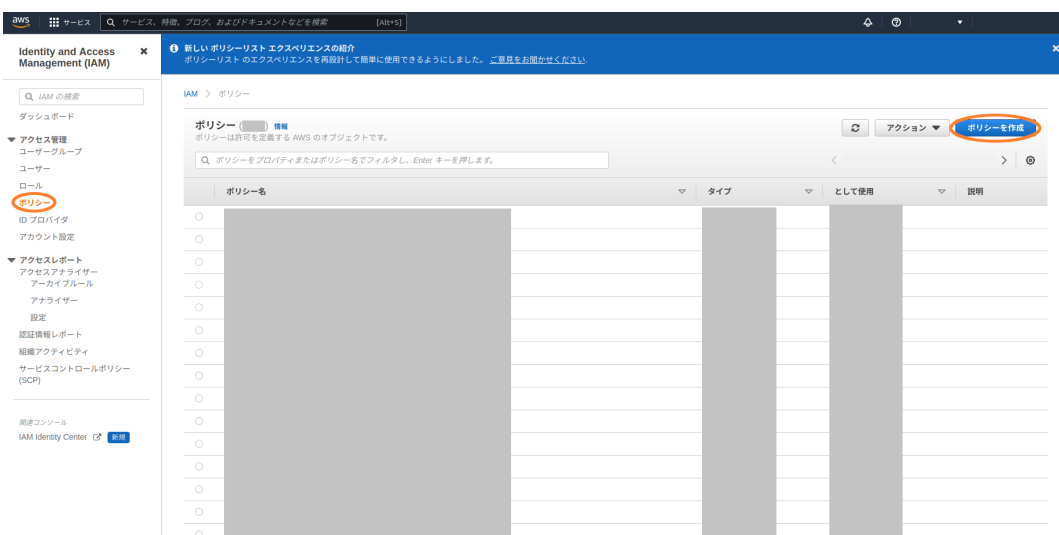 aws サービス サービス、特徴、ブログ、およびドキュメントなどを検索 [Alt+S]
Identity and Access
Management (IAM)
IAM の検索
ダッシュボード
アクセス管理
ユーザーグループ
ユーザー
ロール
ポリシー
ID プロバイダ
アカウント設定
アクセスレポート
アクセスアナライザー
アーカイブルール
アナライザー
設定
認証情報レポート
組織アクティビティ
サービスコントロールポリシー
(SCP)
関連コンソール
IAM Identity Center 新規
新しい ポリシーリスト エクスペリエンスの紹介
ポリシーリスト のエクスペリエンスを再設計して簡単に使用できるようにしました。 ご意見をお聞かせください.
IAM > ポリシー
ポリシー ( ) 情報
ポリシーは許可を定義する AWS のオブジェクトです。
アクション ポリシーを作成
ポリシーをプロパティまたはポリシー名でフィルタし、Enter キーを押します。
ポリシー名 タイプ として使用 説明